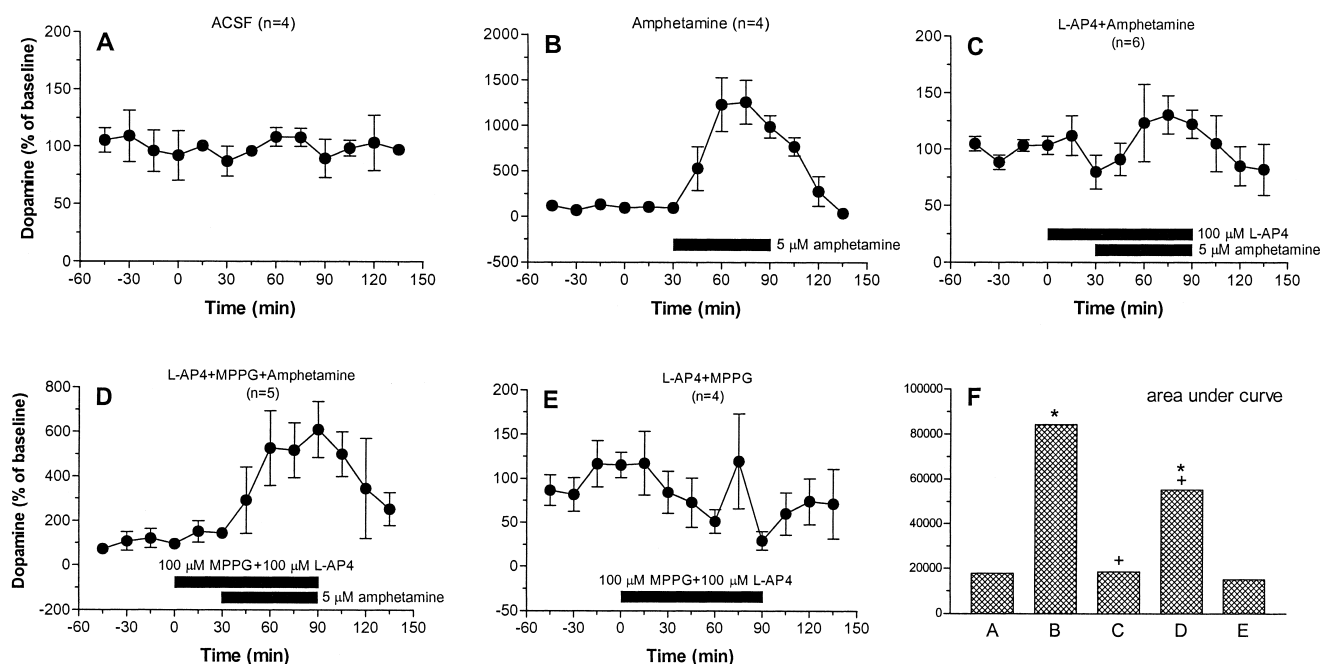 ACSF (n=4)
A
Dopamine (% of baseline)
200
150
100
50
0
-60 -30 0 30 60 90 120 150
Time (min)
Amphetamine (n=4)
B
2000
1500
1000
500
0
-500
5 µM amphetamine
-60 -30 0 30 60 90 120 150
Time (min)
L-AP4+Amphetamine
(n=6)
C
200
150
100
50
0
100 µM L-AP4
5 µM amphetamine
-60 -30 0 30 60 90 120 150
Time (min)
L-AP4+MPPG+Amphetamine
(n=5)
D
Dopamine (% of baseline)
800
600
400
200
0
-200
100 µM MPPG+100 µM L-AP4
5 µM amphetamine
-60 -30 0 30 60 90 120 150
Time (min)
L-AP4+MPPG
(n=4)
E
200
150
100
50
0
-50
100 µM MPPG+100 µM L-AP4
-60 -30 0 30 60 90 120 150
Time (min)
F
area under curve
100000
80000
60000
40000
20000
0
*
+
*
+
A B C D E